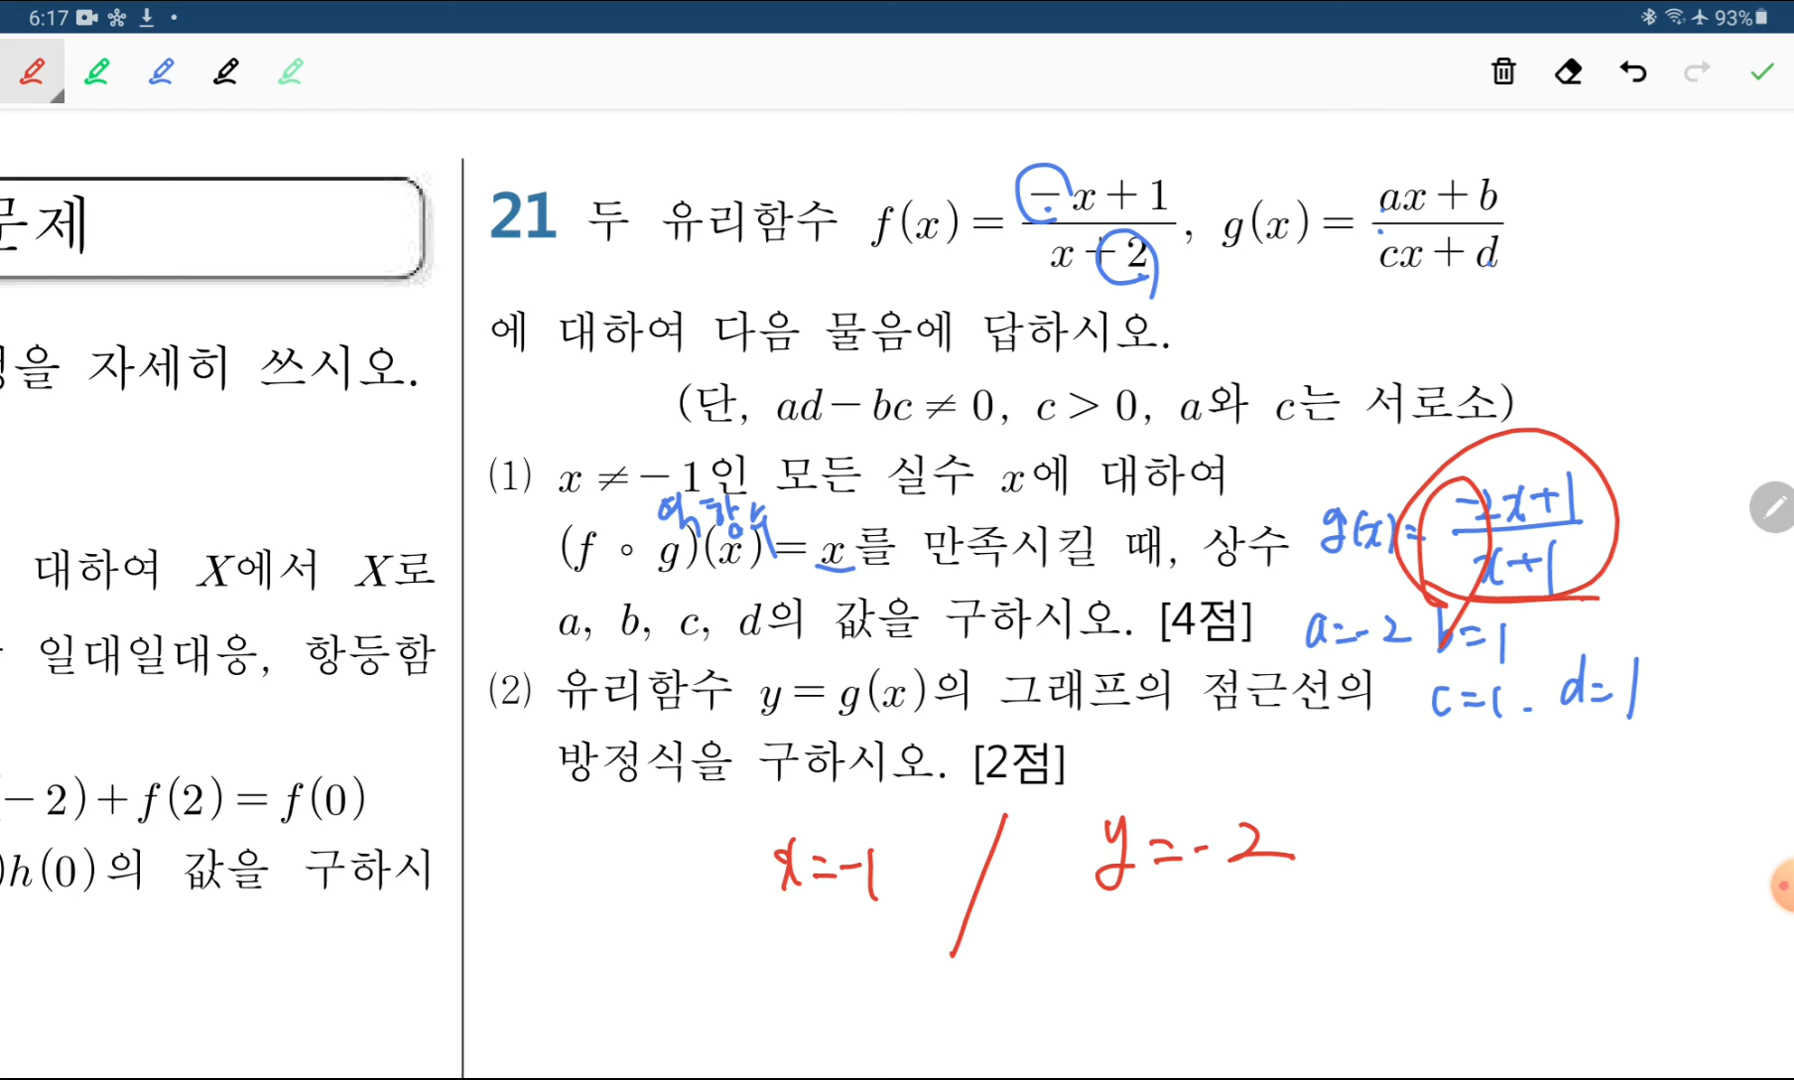 6:17
93%
문제
을 자세히 쓰시오.
대하여 X에서 X로
일대일대응, 항등함
-2)+f(2)=f(0)
)h(0)의 값을 구하시
21 두 유리함수 f(x)=\frac{-x+1}{x+2}, g(x)=\frac{ax+b}{cx+d}
에 대하여 다음 물음에 답하시오.
(단, ad-bc≠0, c>0, a와 c는 서로소)
(1) x≠-1인 모든 실수 x에 대하여
역함수
(f∘g)(x)=x를 만족시킬 때, 상수
a, b, c, d의 값을 구하시오. [4점]
g(x)=\frac{-2x+1}{x+1}
a=-2 b=1
c=1. d=1
(2) 유리함수 y=g(x)의 그래프의 점근선의
방정식을 구하시오. [2점]
x=-1 / y=-2